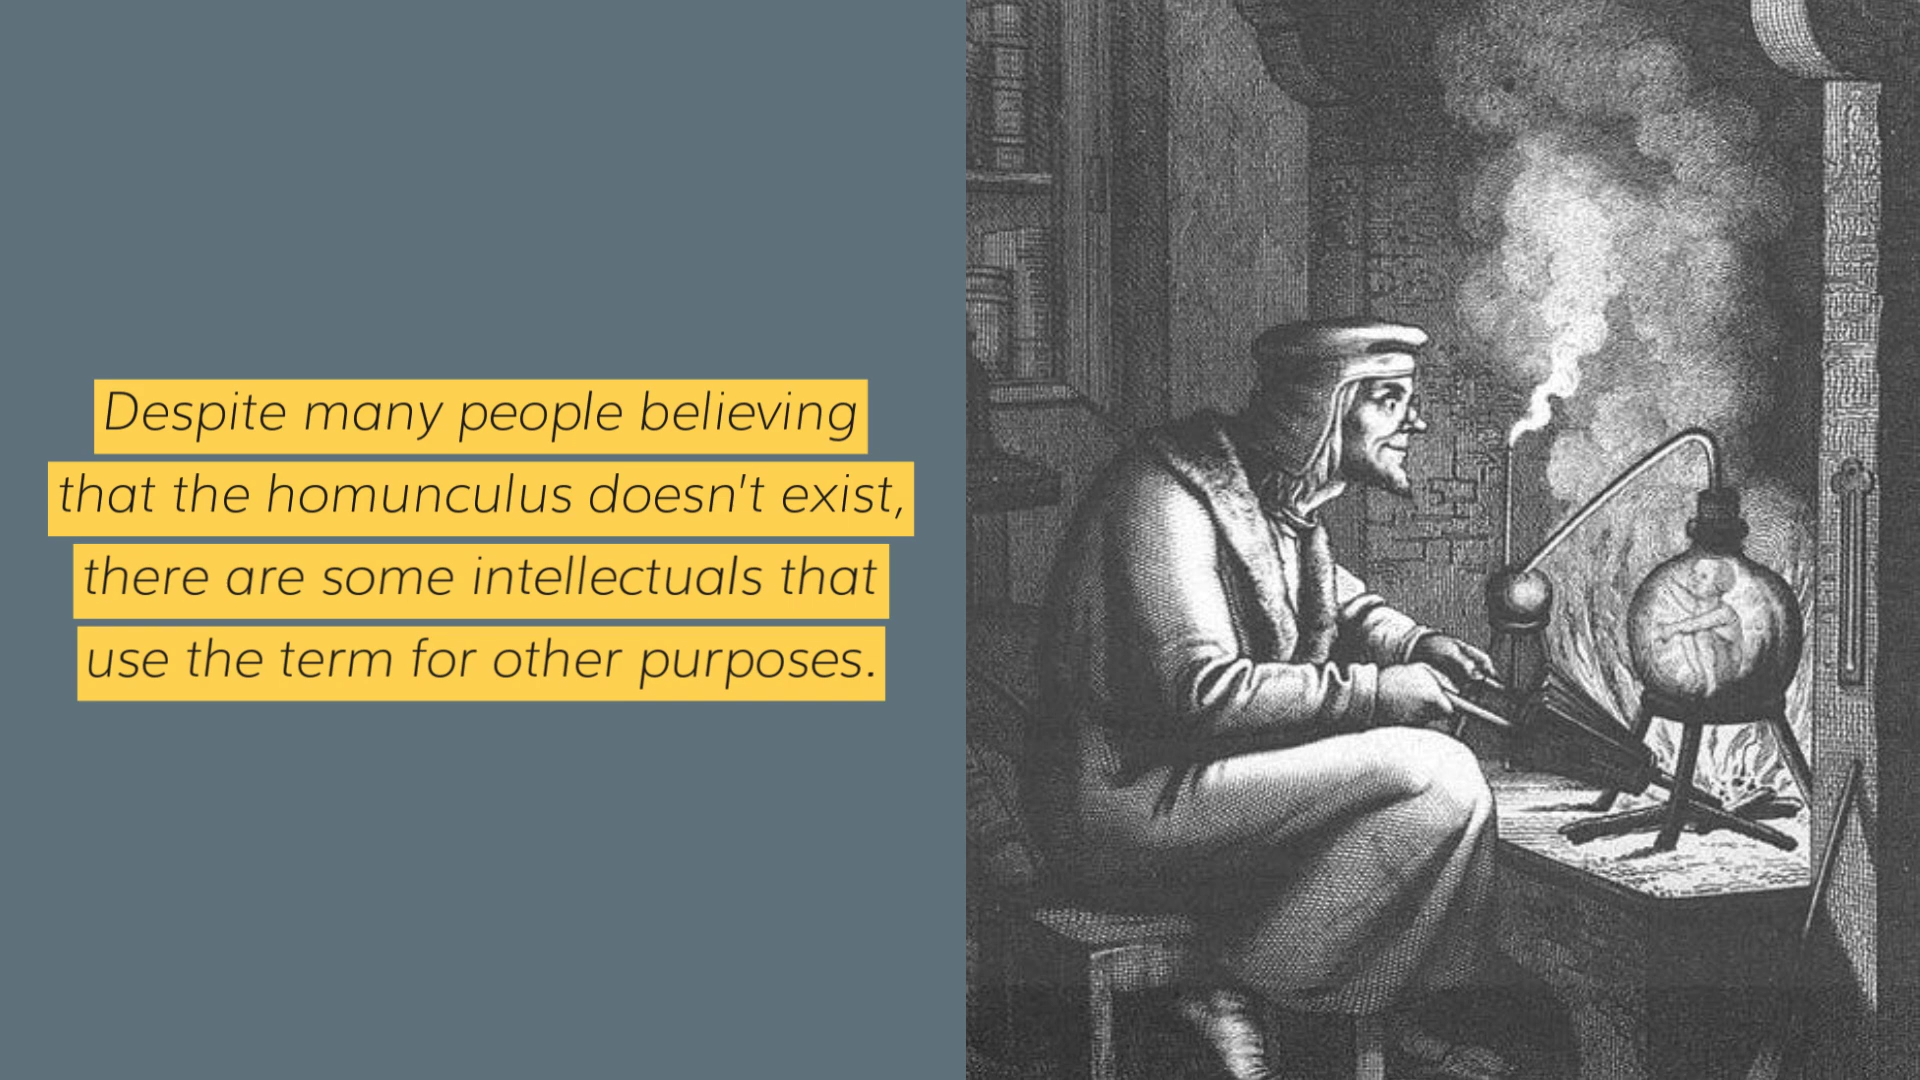 Despite many people believing
that the homunculus doesn't exist,
there are some intellectuals that
use the term for other purposes.